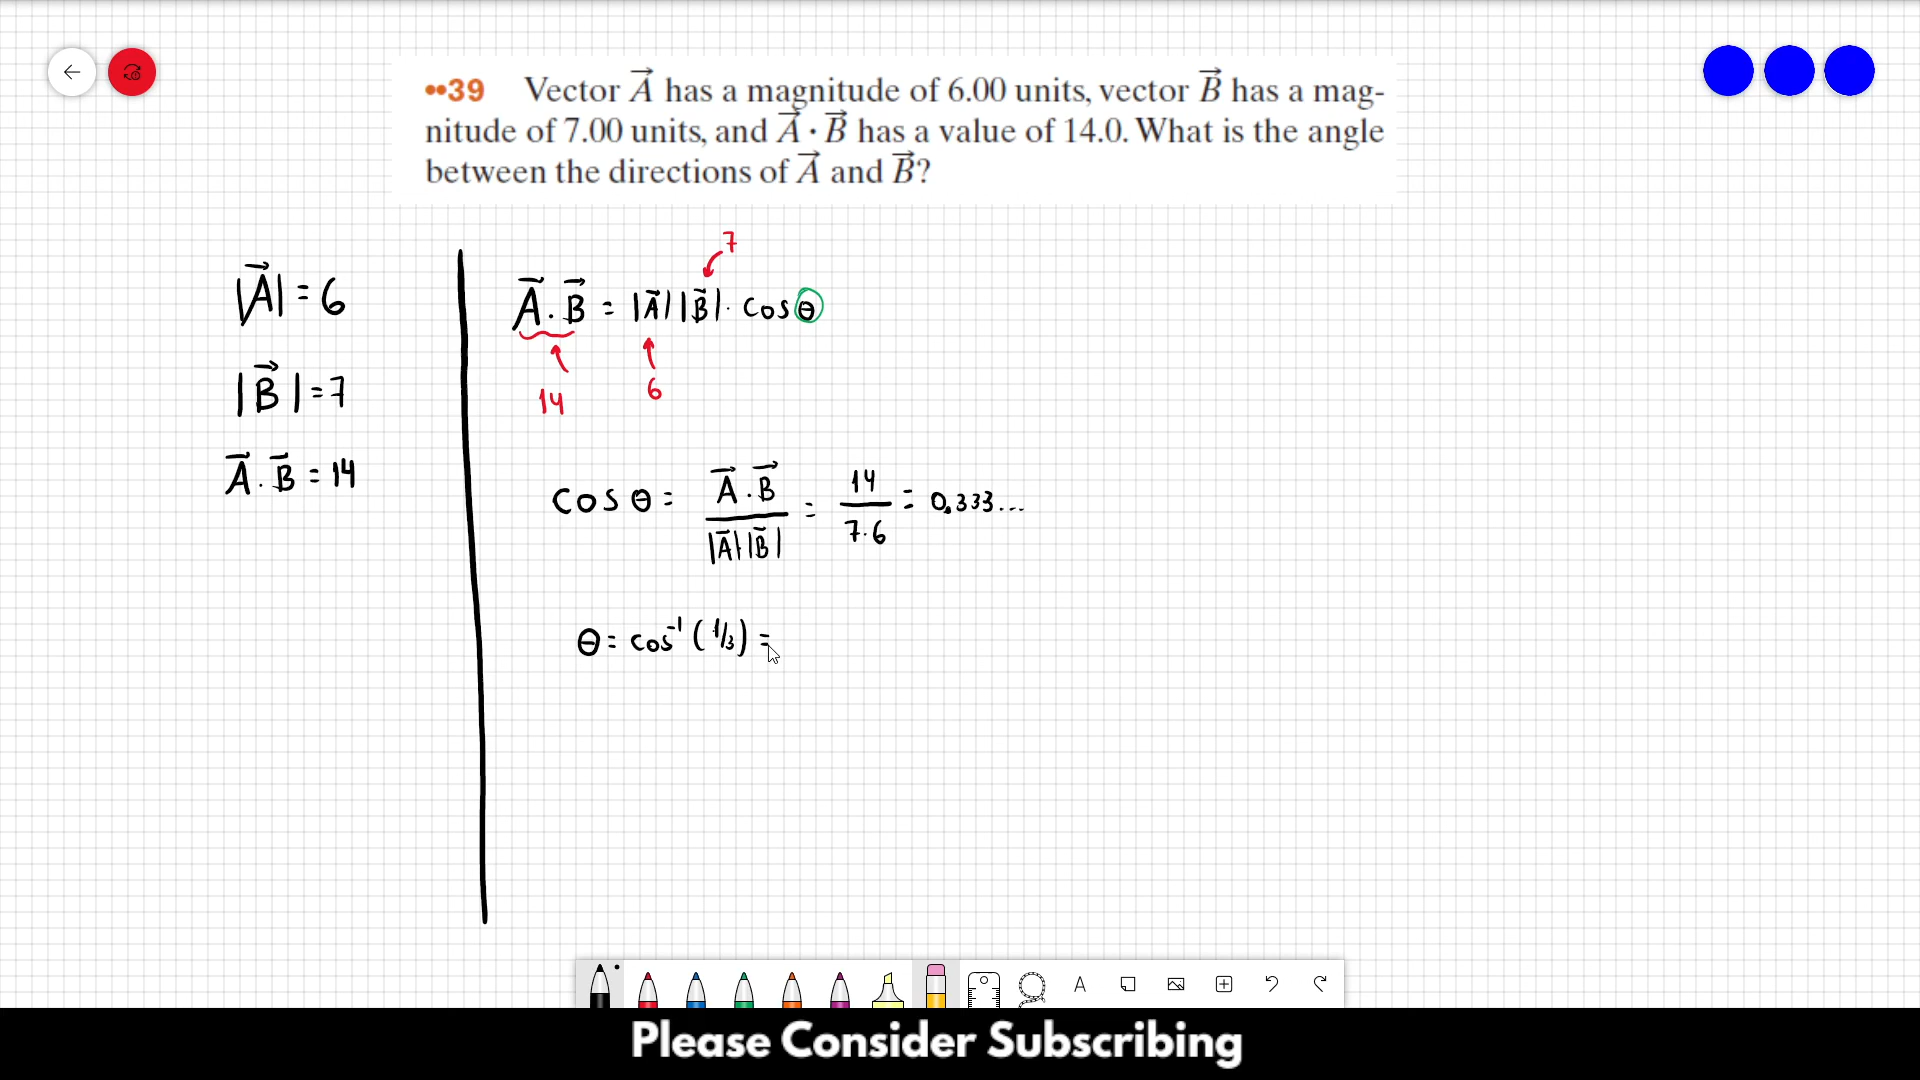 ••39 Vector A⃗ has a magnitude of 6.00 units, vector B⃗ has a mag-
nitude of 7.00 units, and A⃗ · B⃗ has a value of 14.0. What is the angle
between the directions of A⃗ and B⃗?
|A⃗| = 6
|B⃗| = 7
A⃗ . B⃗ = 14
7
A⃗ . B⃗ = |A⃗| |B⃗| . cos θ
14 6
cos θ = A⃗ . B⃗ / |A⃗| |B⃗| = 14 / 7.6 = 0.333...
θ = cos⁻¹ (1/3) =
A
Please Consider Subscribing